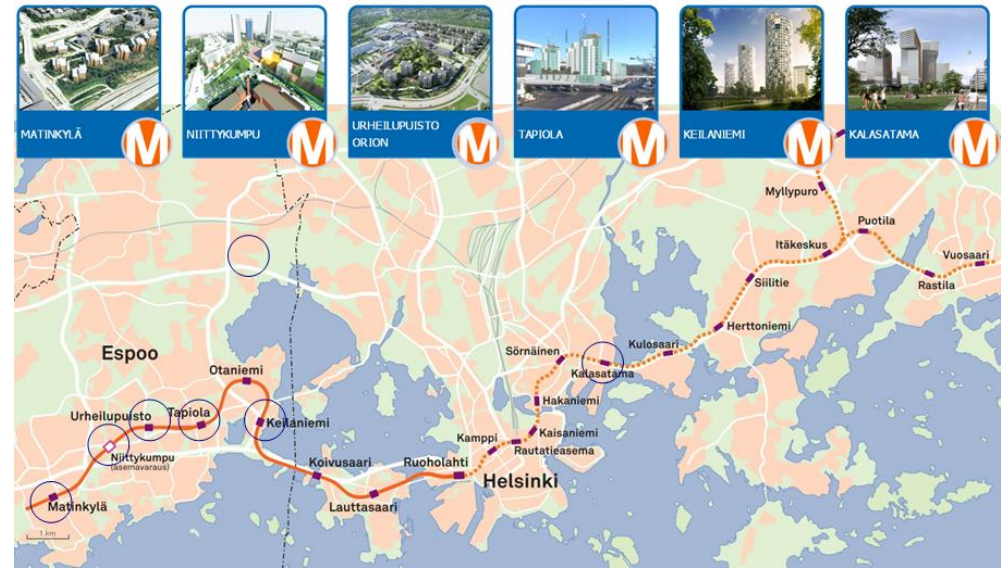 MATINKYLÄ
M
NIITTYKUMPU
M
URHEILUPUISTO
ORION
M
TAPIOLA
M
KEILANIEMI
M
KALASATAMA
M
Myllypuro
Puotila
Itäkeskus
Vuosaari
Siilitie
Rastila
Herttoniemi
Kulosaari
Sörnäinen
Kalasatama
Espoo
Otaniemi
Hakaniemi
Urheilupuisto
Tapiola
Keilaniemi
Kaisaniemi
Kamppi
Rautatieasema
Niittykumpu
(asemavaraus)
Koivusaari
Ruoholahti
Helsinki
Matinkylä
Lauttasaari
1 km